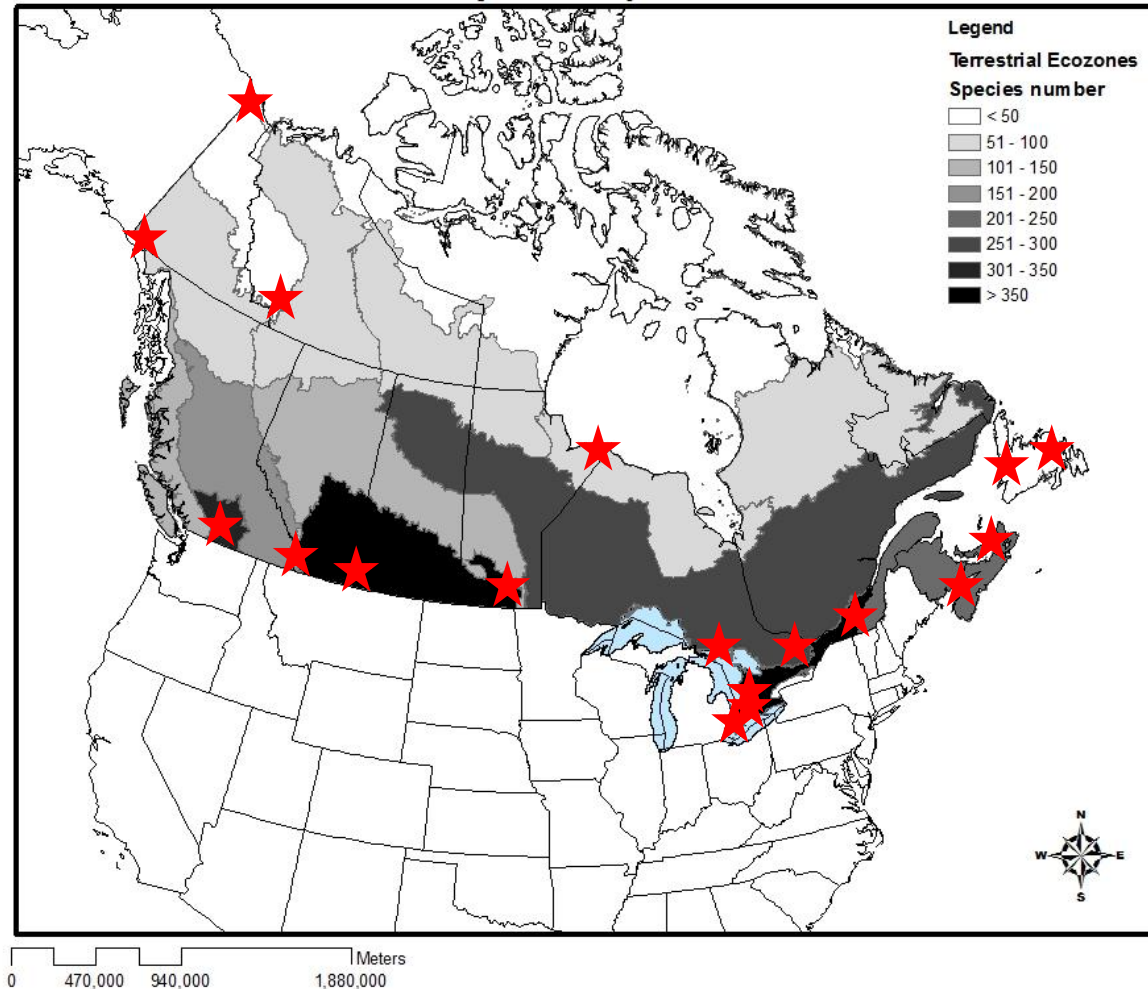 Legend
Terrestrial Ecozones
Species number
< 50
51 - 100
101 - 150
151 - 200
201 - 250
251 - 300
301 - 350
> 350
N
W E
S
Meters
0 470,000 940,000 1,880,000